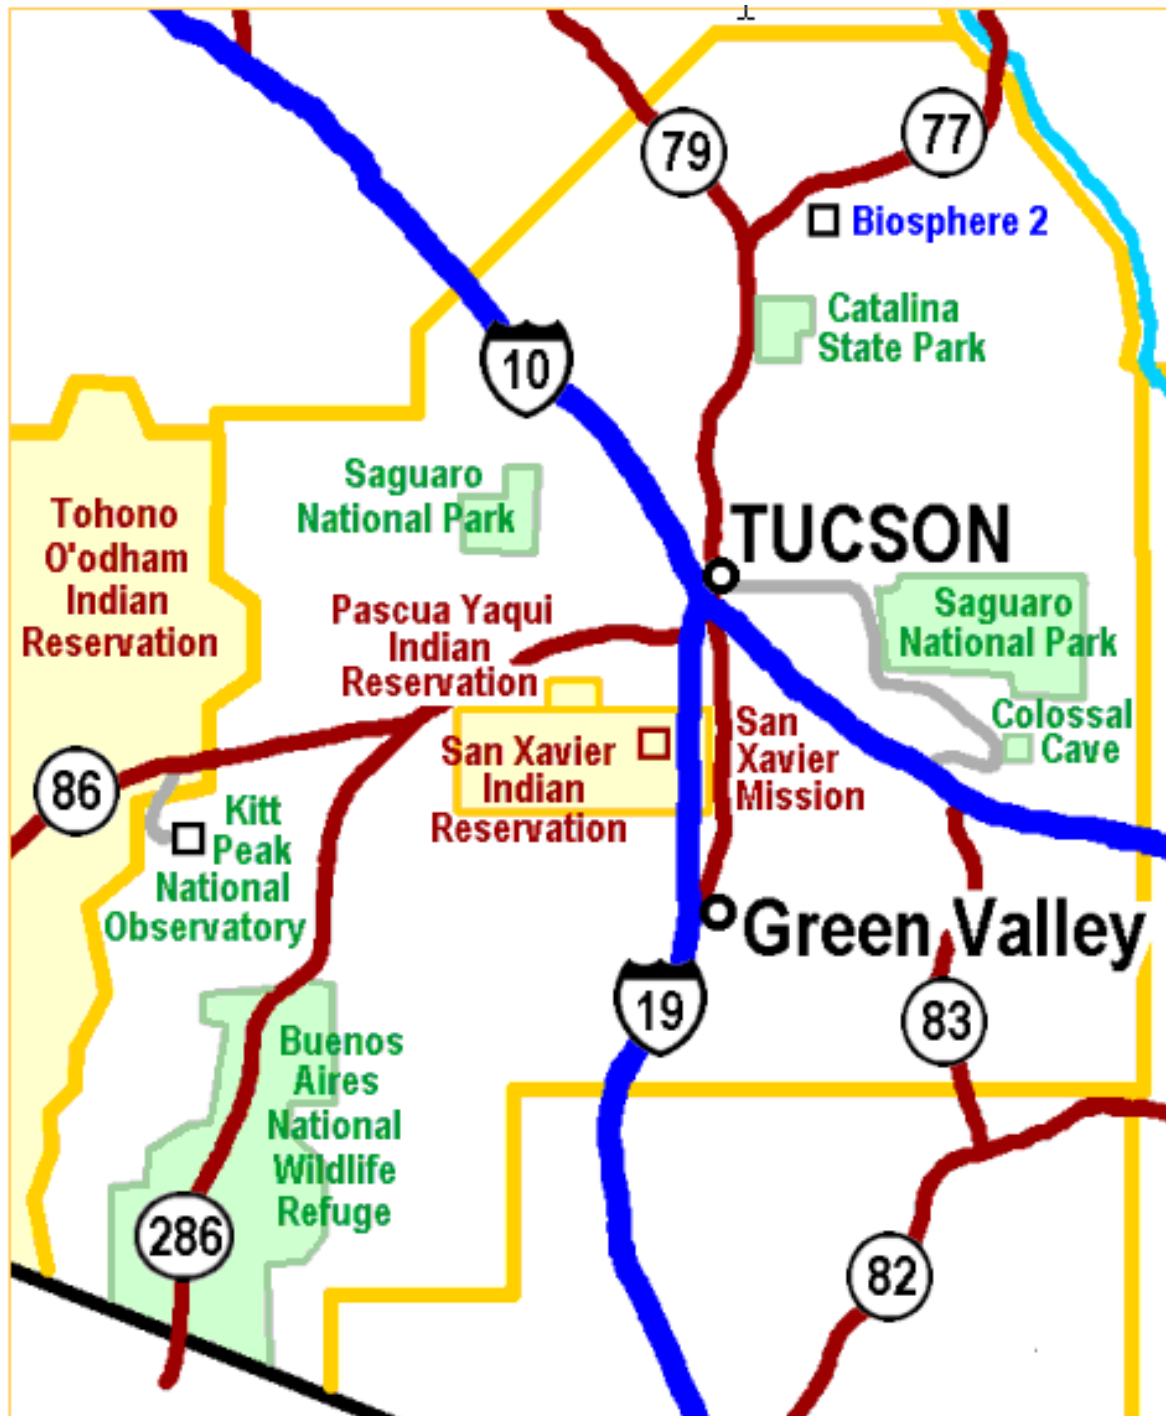 79
77
Biosphere 2
Catalina
State Park
10
Saguaro
National Park
TUCSON
Tohono
O'odham
Indian
Reservation
Pascua Yaqui
Indian
Reservation
Saguaro
National Park
Colossal
Cave
San Xavier
Indian
Reservation
San
Xavier
Mission
86
Kitt
Peak
National
Observatory
Green Valley
19
83
Buenos
Aires
National
Wildlife
Refuge
286
82